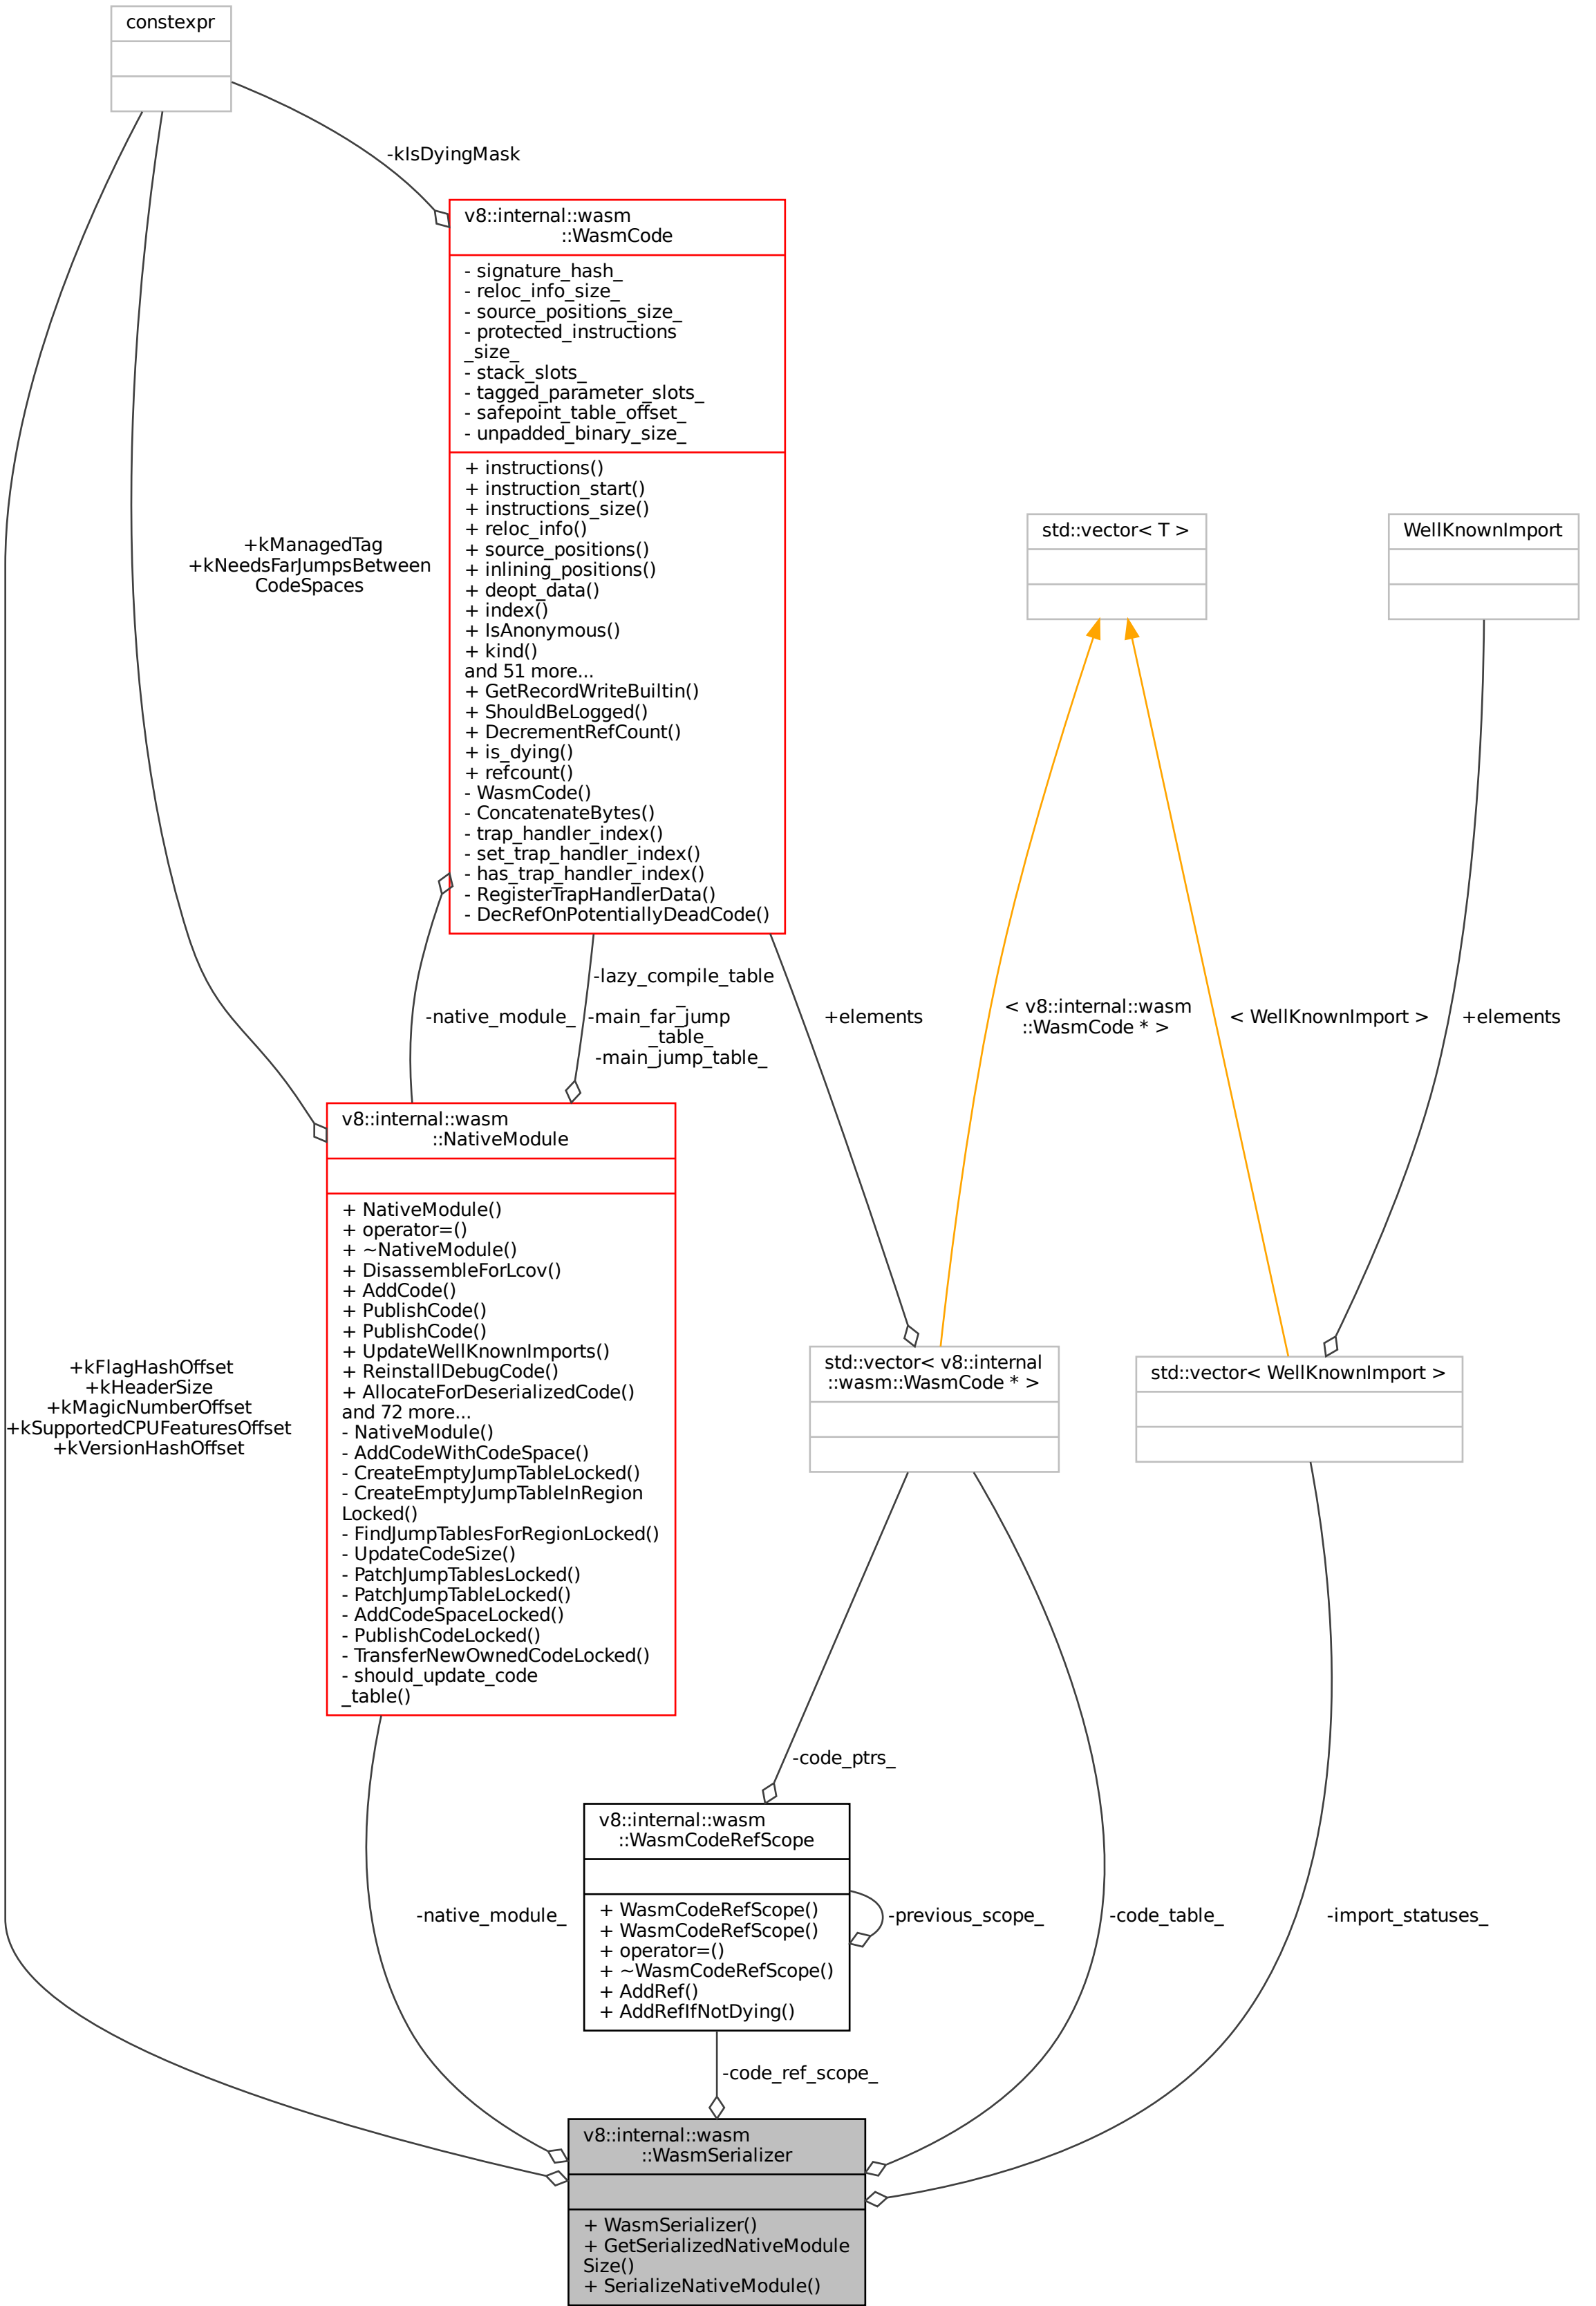 constexpr
-kIsDyingMask
v8::internal::wasm
::WasmCode
- signature_hash_
- reloc_info_size_
- source_positions_size_
- protected_instructions
_size_
- stack_slots_
- tagged_parameter_slots_
- safepoint_table_offset_
- unpadded_binary_size_
+ instructions()
+ instruction_start()
+ instructions_size()
+ reloc_info()
+ source_positions()
+ inlining_positions()
+ deopt_data()
+ index()
+ IsAnonymous()
+ kind()
and 51 more...
+ GetRecordWriteBuiltin()
+ ShouldBeLogged()
+ DecrementRefCount()
+ is_dying()
+ refcount()
- WasmCode()
- ConcatenateBytes()
- trap_handler_index()
- set_trap_handler_index()
- has_trap_handler_index()
- RegisterTrapHandlerData()
- DecRefOnPotentiallyDeadCode()
+kManagedTag
+kNeedsFarJumpsBetween
CodeSpaces
std::vector< T >
WellKnownImport
-native_module_
-lazy_compile_table
_
-main_far_jump
_table_
-main_jump_table_
+elements
< v8::internal::wasm
::WasmCode * >
< WellKnownImport >
+elements
v8::internal::wasm
::NativeModule
+ NativeModule()
+ operator=()
+ ~NativeModule()
+ DisassembleForLcov()
+ AddCode()
+ PublishCode()
+ PublishCode()
+ UpdateWellKnownImports()
+ ReinstallDebugCode()
+ AllocateForDeserializedCode()
and 72 more...
- NativeModule()
- AddCodeWithCodeSpace()
- CreateEmptyJumpTableLocked()
- CreateEmptyJumpTableInRegion
Locked()
- FindJumpTablesForRegionLocked()
- UpdateCodeSize()
- PatchJumpTablesLocked()
- PatchJumpTableLocked()
- AddCodeSpaceLocked()
- PublishCodeLocked()
- TransferNewOwnedCodeLocked()
- should_update_code
_table()
+kFlagHashOffset
+kHeaderSize
+kMagicNumberOffset
+kSupportedCPUFeaturesOffset
+kVersionHashOffset
std::vector< v8::internal
::wasm::WasmCode * >
std::vector< WellKnownImport >
-code_ptrs_
v8::internal::wasm
::WasmCodeRefScope
+ WasmCodeRefScope()
+ WasmCodeRefScope()
+ operator=()
+ ~WasmCodeRefScope()
+ AddRef()
+ AddRefIfNotDying()
-native_module_
-previous_scope_
-code_table_
-import_statuses_
-code_ref_scope_
v8::internal::wasm
::WasmSerializer
+ WasmSerializer()
+ GetSerializedNativeModule
Size()
+ SerializeNativeModule()